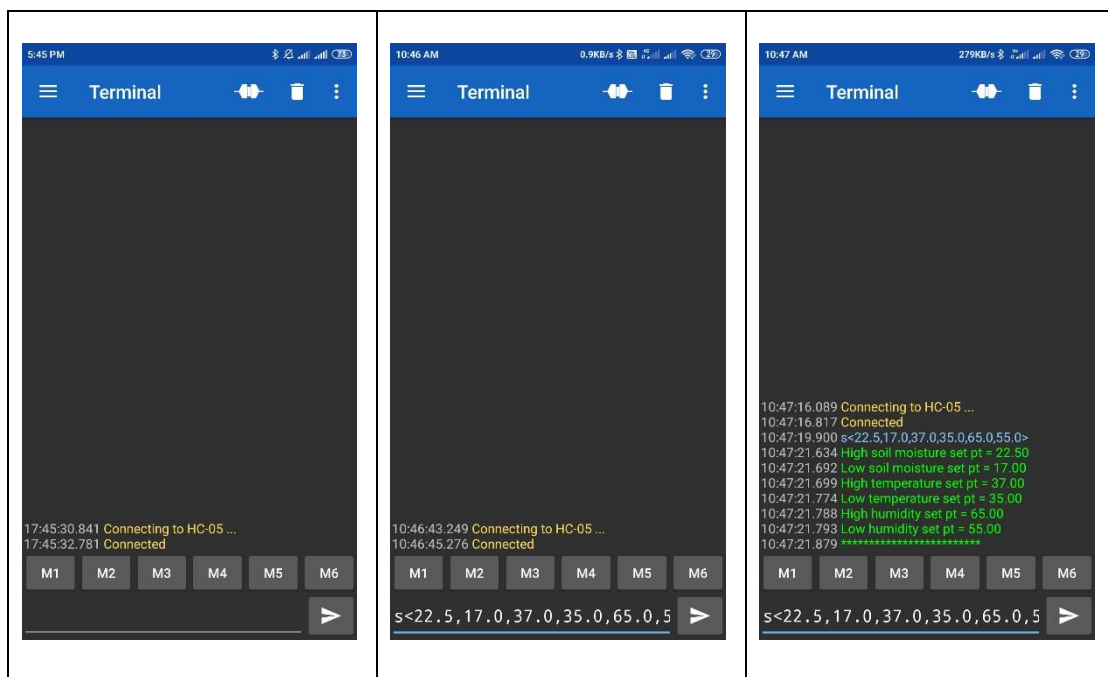 5:45 PM
73
Terminal
17:45:30.841 Connecting to HC-05 ...
17:45:32.781 Connected
M1 M2 M3 M4 M5 M6
10:46 AM
0.9KB/s
29
Terminal
10:46:43.249 Connecting to HC-05 ...
10:46:45.276 Connected
M1 M2 M3 M4 M5 M6
s<22.5,17.0,37.0,35.0,65.0,5
10:47 AM
279KB/s
29
Terminal
10:47:16.089 Connecting to HC-05 ...
10:47:16.817 Connected
10:47:19.900 s<22.5,17.0,37.0,35.0,65.0,55.0>
10:47:21.634 High soil moisture set pt = 22.50
10:47:21.692 Low soil moisture set pt = 17.00
10:47:21.699 High temperature set pt = 37.00
10:47:21.774 Low temperature set pt = 35.00
10:47:21.788 High humidity set pt = 65.00
10:47:21.793 Low humidity set pt = 55.00
10:47:21.879 *************************
M1 M2 M3 M4 M5 M6
s<22.5,17.0,37.0,35.0,65.0,5